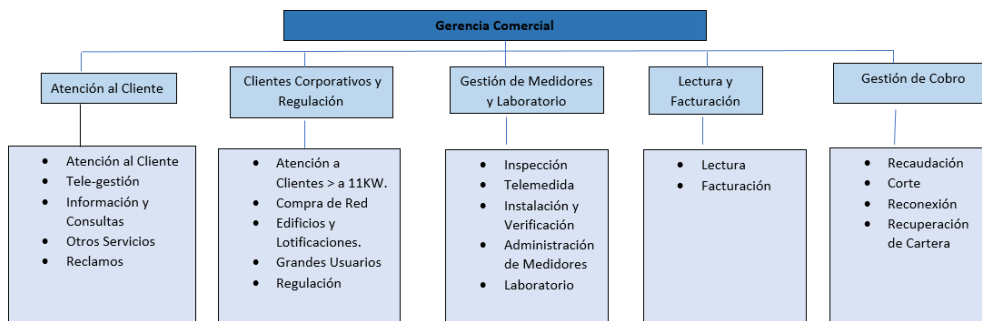 Gerencia Comercial
Atención al Cliente
Clientes Corporativos y
Regulación
Gestión de Medidores
y Laboratorio
Lectura y
Facturación
Gestión de Cobro
• Atención al Cliente
• Tele-gestión
• Información y
Consultas
• Otros Servicios
• Reclamos
• Atención a
Clientes > a 11KW.
• Compra de Red
• Edificios y
Lotificaciones.
• Grandes Usuarios
• Regulación
• Inspección
• Telemedida
• Instalación y
Verificación
• Administración
de Medidores
• Laboratorio
• Lectura
• Facturación
• Recaudación
• Corte
• Reconexión
• Recuperación
de Cartera